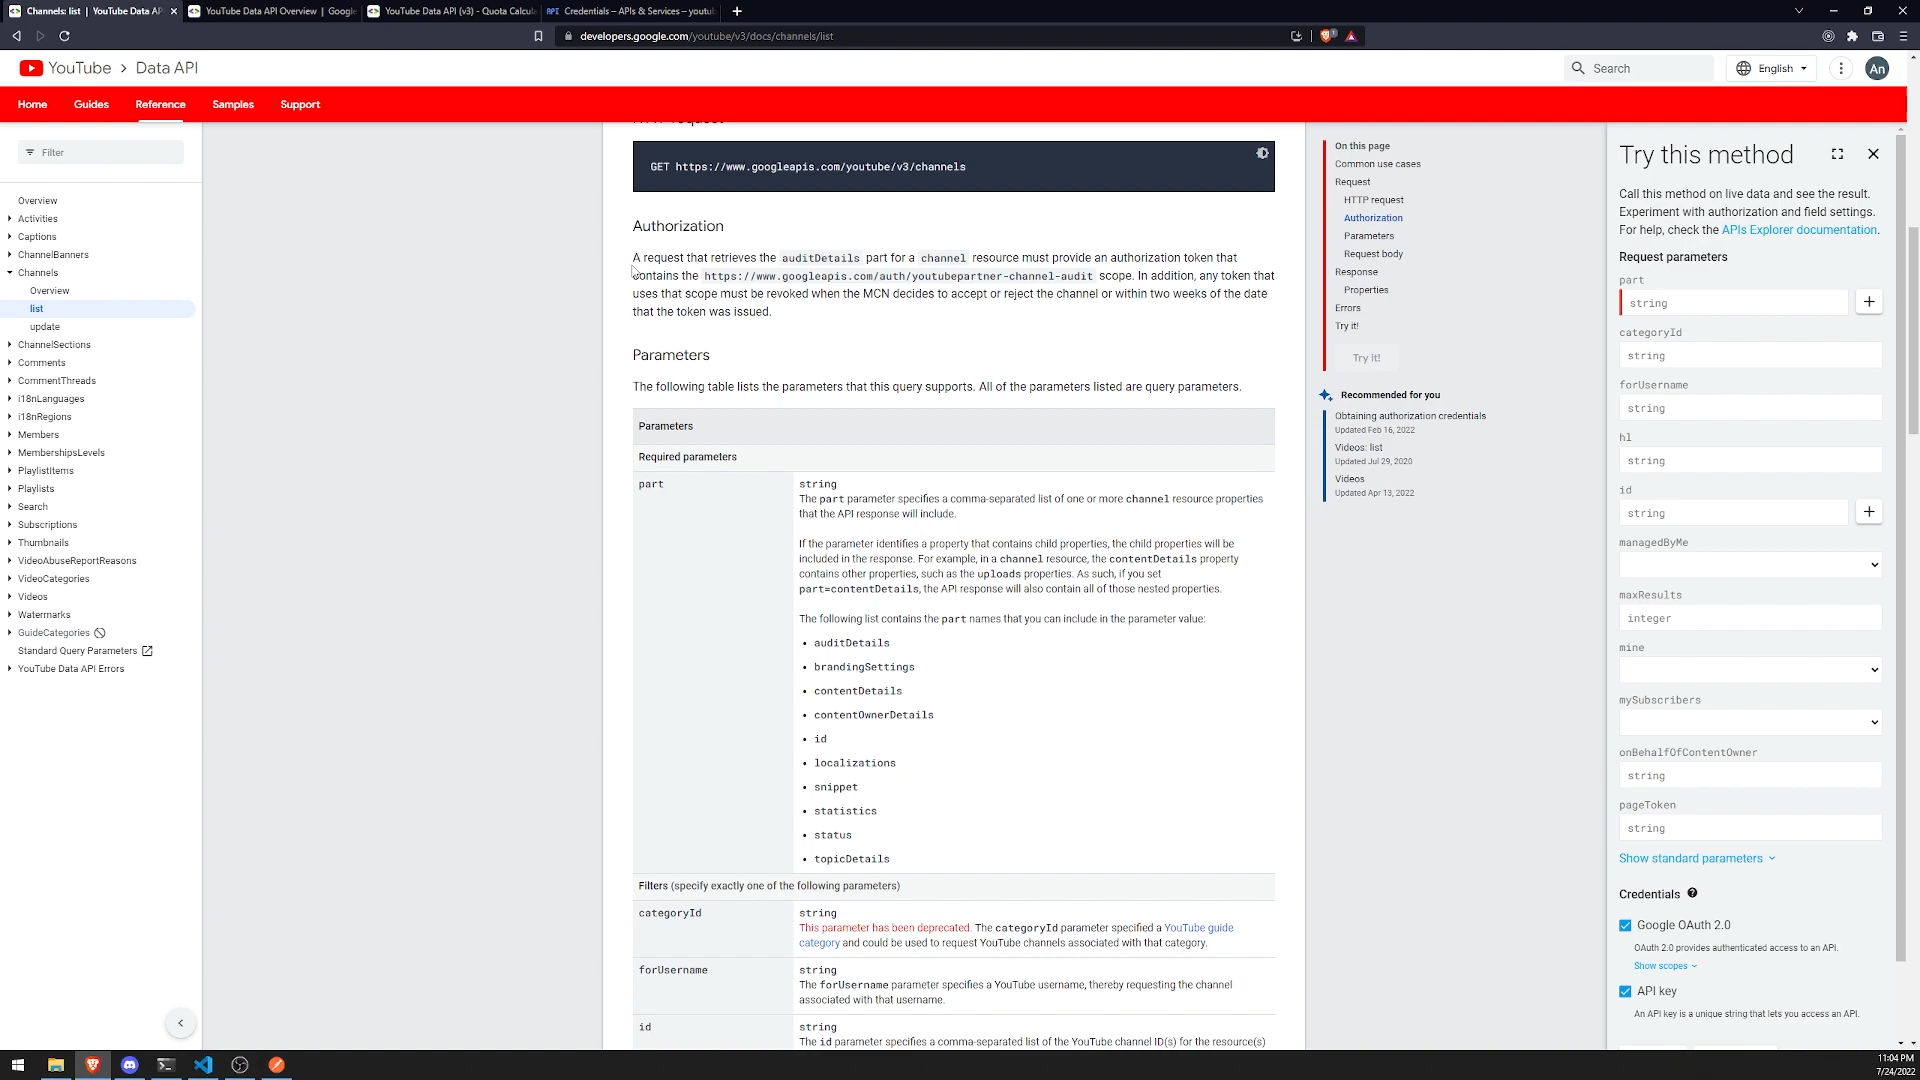 Channels: list | YouTube Data AP
YouTube Data API Overview | Google
YouTube Data API (v3) - Quota Calcula
API Credentials – APIs & Services – youtub
developers.google.com/youtube/v3/docs/channels/list
YouTube > Data API
Search
English
An
Home
Guides
Reference
Samples
Support
Filter
Overview
Activities
Captions
ChannelBanners
Channels
Overview
list
update
ChannelSections
Comments
CommentThreads
i18nLanguages
i18nRegions
Members
MembershipsLevels
PlaylistItems
Playlists
Search
Subscriptions
Thumbnails
VideoAbuseReportReasons
VideoCategories
Videos
Watermarks
GuideCategories
Standard Query Parameters
YouTube Data API Errors
GET https://www.googleapis.com/youtube/v3/channels
Authorization
A request that retrieves the auditDetails part for a channel resource must provide an authorization token that
contains the https://www.googleapis.com/auth/youtubepartner-channel-audit scope. In addition, any token that
uses that scope must be revoked when the MCN decides to accept or reject the channel or within two weeks of the date
that the token was issued.
Parameters
The following table lists the parameters that this query supports. All of the parameters listed are query parameters.
Parameters
Required parameters
part
string
The part parameter specifies a comma-separated list of one or more channel resource properties
that the API response will include.
If the parameter identifies a property that contains child properties, the child properties will be
included in the response. For example, in a channel resource, the contentDetails property
contains other properties, such as the uploads properties. As such, if you set
part=contentDetails, the API response will also contain all of those nested properties.
The following list contains the part names that you can include in the parameter value:
• auditDetails
• brandingSettings
• contentDetails
• contentOwnerDetails
• id
• localizations
• snippet
• statistics
• status
• topicDetails
Filters (specify exactly one of the following parameters)
categoryId
string
This parameter has been deprecated. The categoryId parameter specified a YouTube guide
category and could be used to request YouTube channels associated with that category.
forUsername
string
The forUsername parameter specifies a YouTube username, thereby requesting the channel
associated with that username.
id
string
The id parameter specifies a comma-separated list of the YouTube channel ID(s) for the resource(s)
On this page
Common use cases
Request
HTTP request
Authorization
Parameters
Request body
Response
Properties
Errors
Try it!
Try it!
Recommended for you
Obtaining authorization credentials
Updated Feb 16, 2022
Videos: list
Updated Jul 29, 2020
Videos
Updated Apr 13, 2022
Try this method
Call this method on live data and see the result.
Experiment with authorization and field settings.
For help, check the APIs Explorer documentation.
Request parameters
part
string
categoryId
string
forUsername
string
hl
string
id
string
managedByMe
maxResults
integer
mine
mySubscribers
onBehalfOfContentOwner
string
pageToken
string
Show standard parameters
Credentials
Google OAuth 2.0
OAuth 2.0 provides authenticated access to an API.
Show scopes
API key
An API key is a unique string that lets you access an API.
11:04 PM
7/24/2022